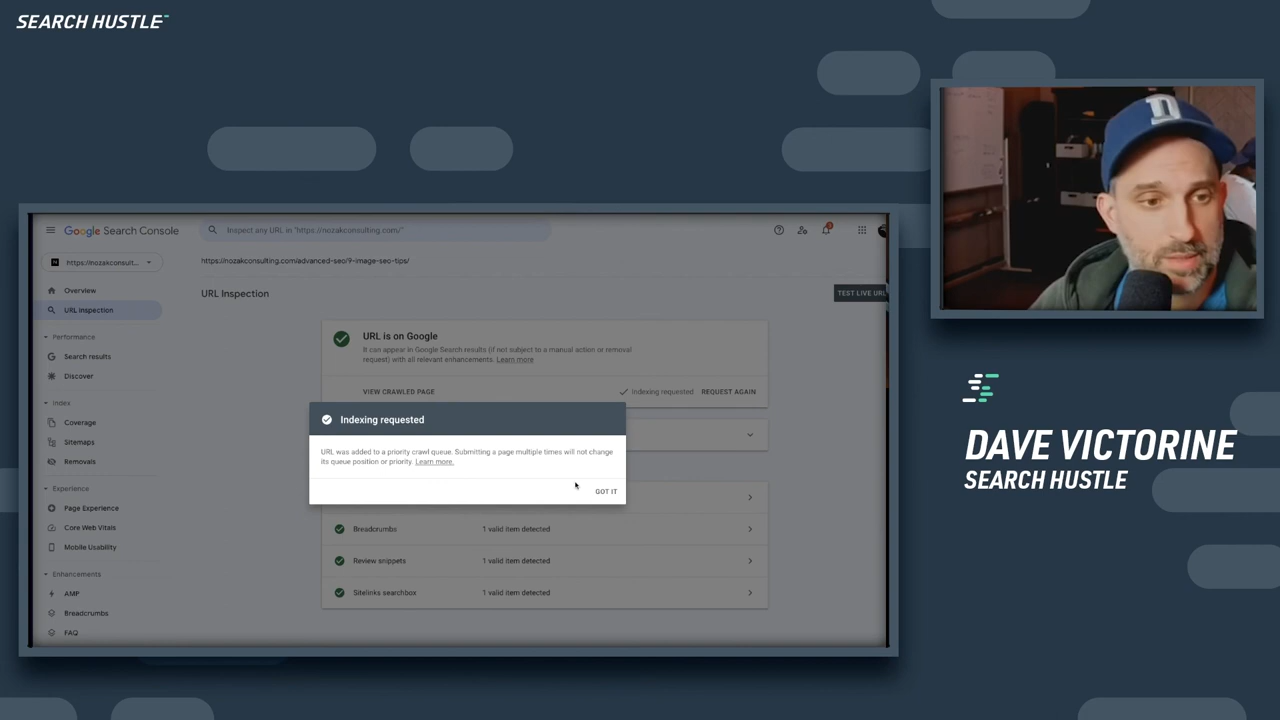 SEARCH HUSTLE
Google Search Console
Inspect any URL in "https://nozakconsulting.com/"
https://nozakconsult...
https://nozakconsulting.com/advanced-seo/9-image-seo-tips/
Overview
URL Inspection
URL Inspection
TEST LIVE URL
Performance
Search results
Discover
Index
Coverage
Sitemaps
Removals
Experience
Page Experience
Core Web Vitals
Mobile Usability
Enhancements
AMP
Breadcrumbs
FAQ
URL is on Google
It can appear in Google Search results (if not subject to a manual action or removal
request) with all relevant enhancements. Learn more
VIEW CRAWLED PAGE
Indexing requested REQUEST AGAIN
Indexing requested
URL was added to a priority crawl queue. Submitting a page multiple times will not change
its queue position or priority. Learn more.
GOT IT
Breadcrumbs 1 valid item detected
Review snippets 1 valid item detected
Sitelinks searchbox 1 valid item detected
D
DAVE VICTORINE
SEARCH HUSTLE